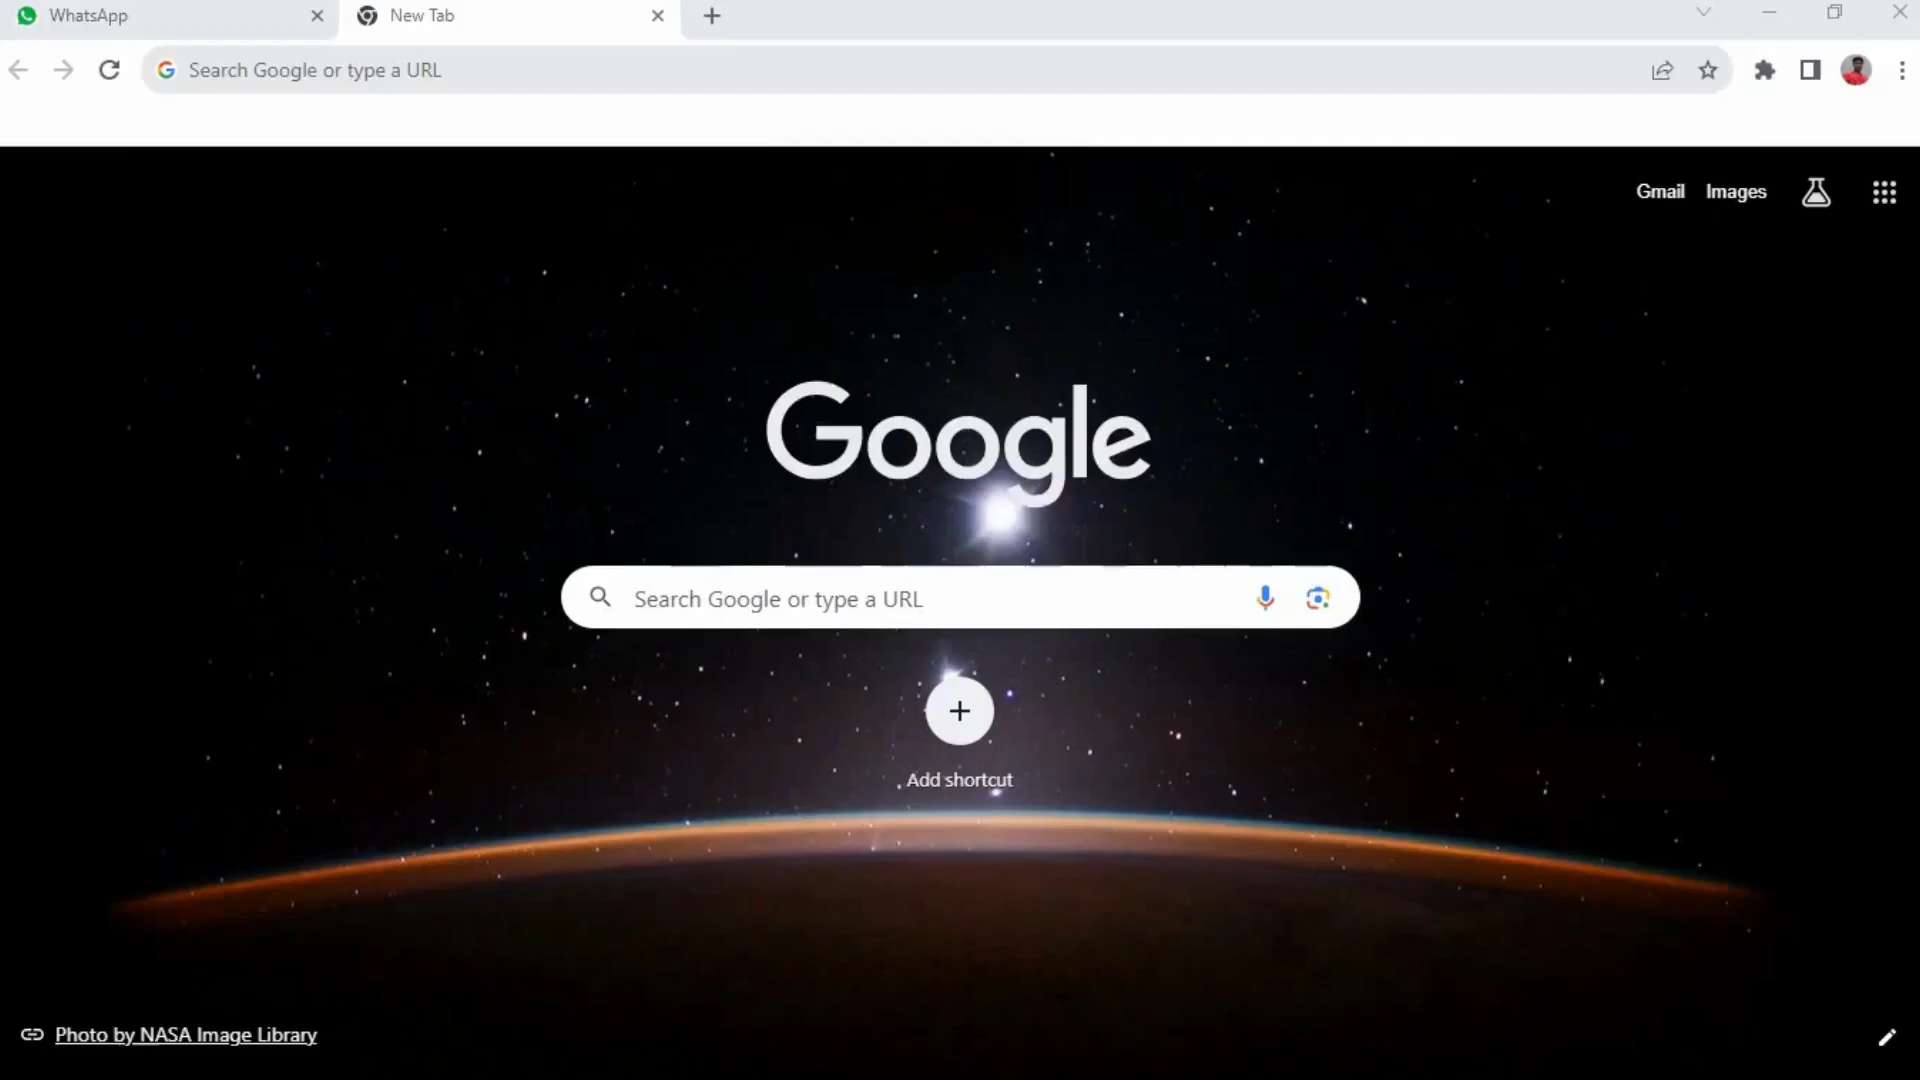 WhatsApp
New Tab
Search Google or type a URL
Gmail
Images
Google
Search Google or type a URL
Add shortcut
Photo by NASA Image Library